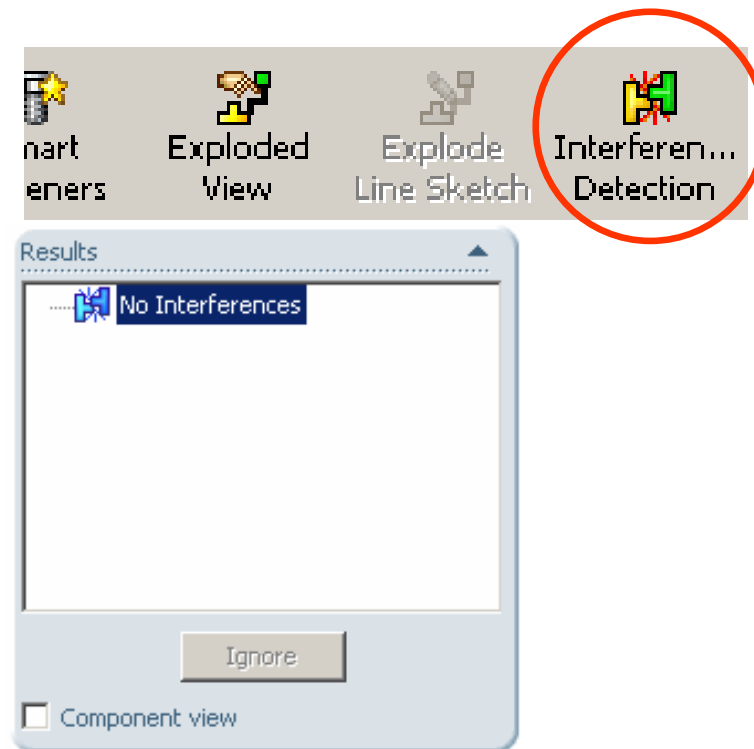 nart Exploded Explode Interferen...
eners View Line Sketch Detection
Results
No Interferences
Ignore
Component view